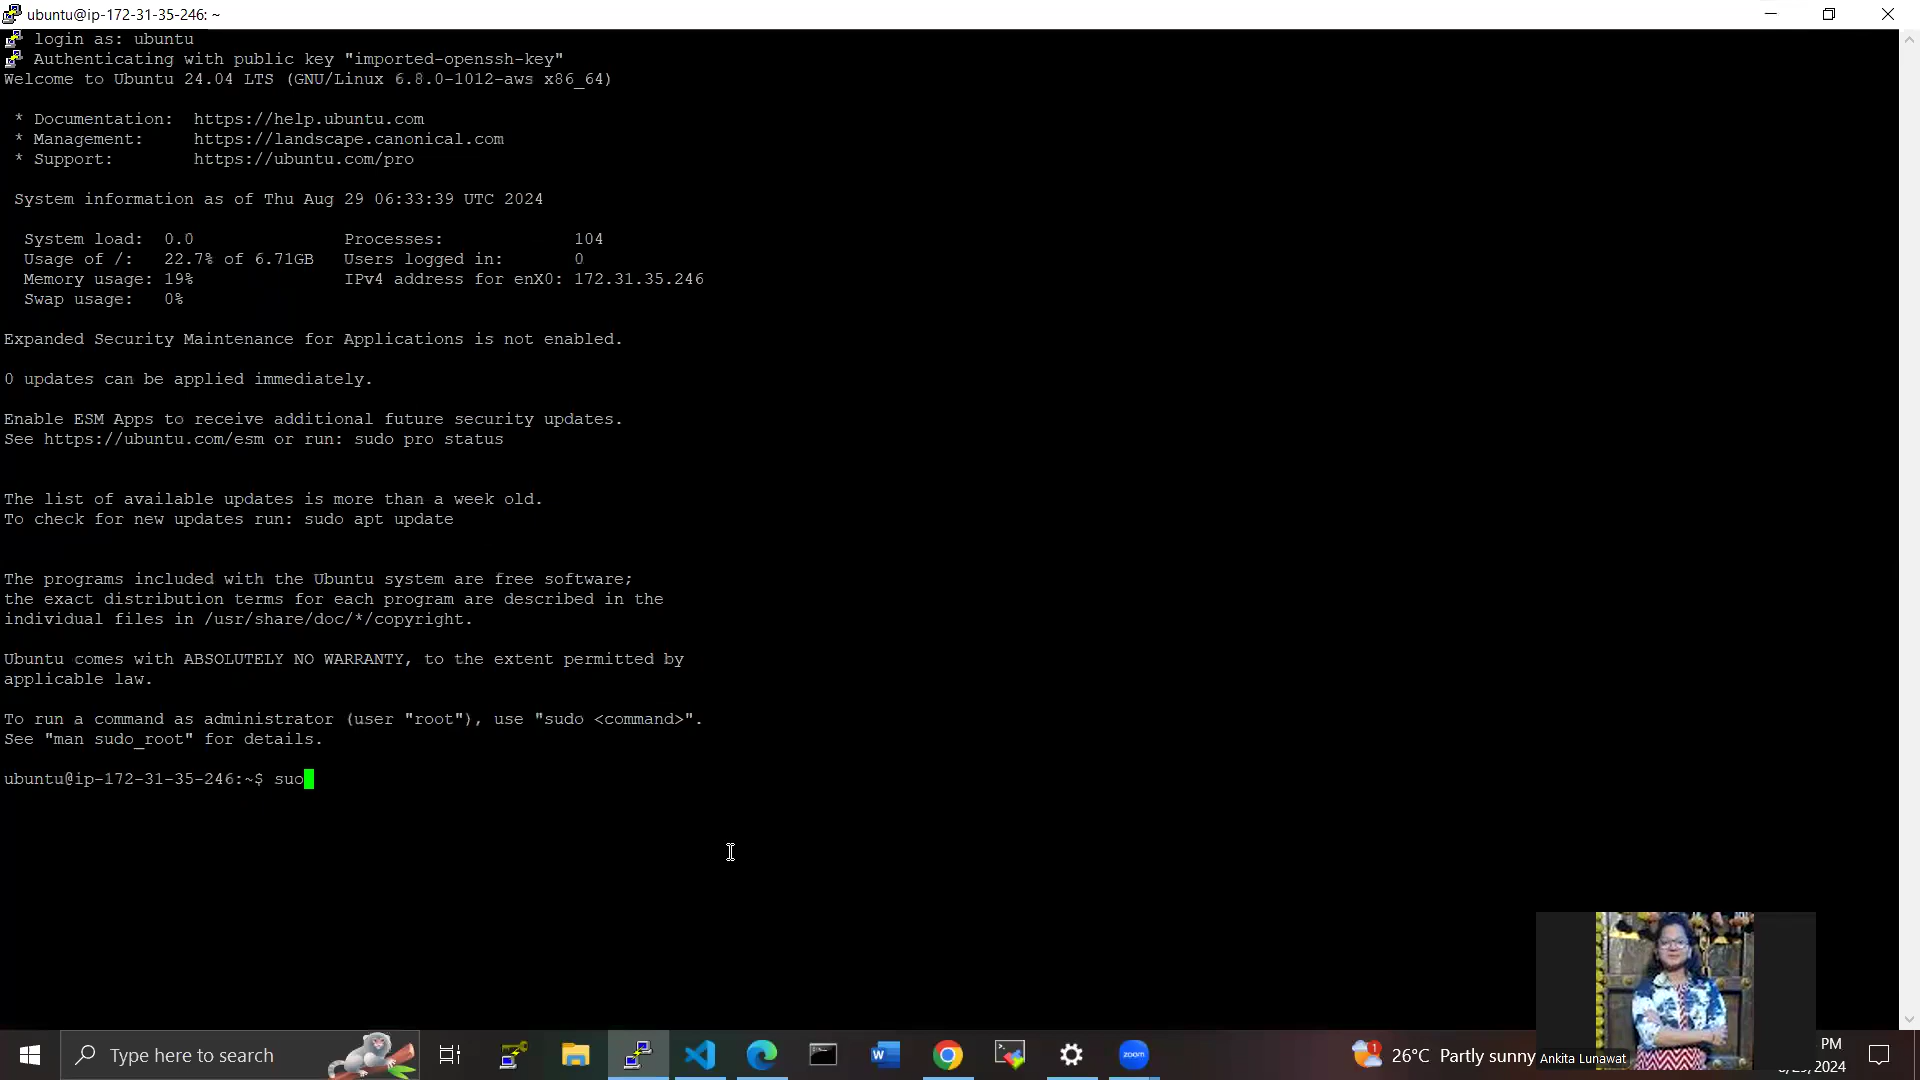 ubuntu@ip-172-31-35-246: ~
login as: ubuntu
Authenticating with public key "imported-openssh-key"
Welcome to Ubuntu 24.04 LTS (GNU/Linux 6.8.0-1012-aws x86_64)
* Documentation: https://help.ubuntu.com
* Management: https://landscape.canonical.com
* Support: https://ubuntu.com/pro
System information as of Thu Aug 29 06:33:39 UTC 2024
System load: 0.0 Processes: 104
Usage of /: 22.7% of 6.71GB Users logged in: 0
Memory usage: 19% IPv4 address for enX0: 172.31.35.246
Swap usage: 0%
Expanded Security Maintenance for Applications is not enabled.
0 updates can be applied immediately.
Enable ESM Apps to receive additional future security updates.
See https://ubuntu.com/esm or run: sudo pro status
The list of available updates is more than a week old.
To check for new updates run: sudo apt update
The programs included with the Ubuntu system are free software;
the exact distribution terms for each program are described in the
individual files in /usr/share/doc/*/copyright.
Ubuntu comes with ABSOLUTELY NO WARRANTY, to the extent permitted by
applicable law.
To run a command as administrator (user "root"), use "sudo <command>".
See "man sudo_root" for details.
ubuntu@ip-172-31-35-246:~$ suo
Type here to search
zoom
1
26°C Partly sunny
Ankita Lunawat
PM